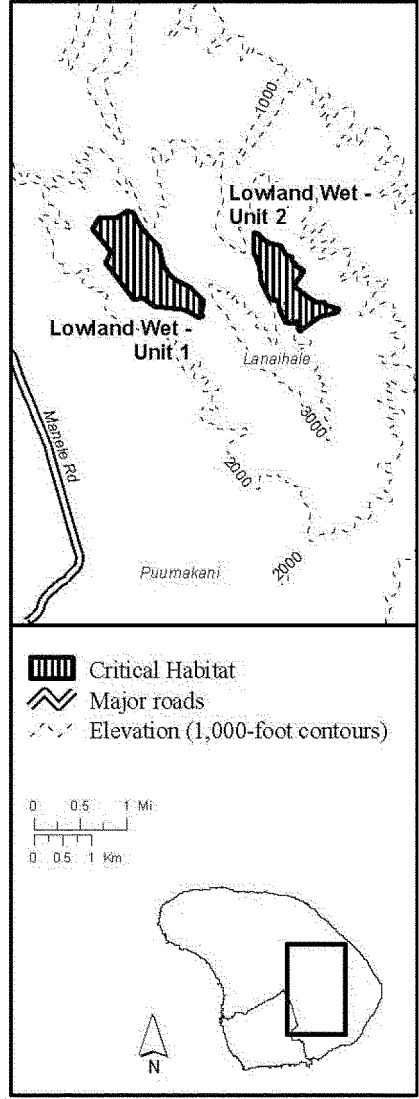 1000
Lowland Wet -
Unit 2
Lowland Wet -
Unit 1
Lanaihale
Manele Rd
3000
2000
Puumakani
2000
Critical Habitat
Major roads
Elevation (1,000-foot contours)
0 0.5 1 Mi
0 0.5 1 Km
N